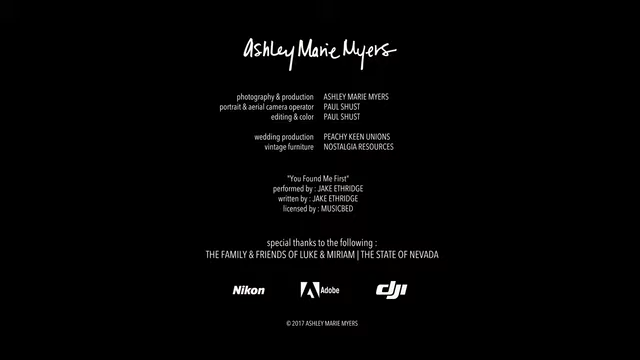 Ashley Marie Myers
photography & production ASHLEY MARIE MYERS
portrait & aerial camera operator PAUL SHUST
editing & color PAUL SHUST
wedding production PEACHY KEEN UNIONS
vintage furniture NOSTALGIA RESOURCES
"You Found Me First"
performed by : JAKE ETHRIDGE
written by : JAKE ETHRIDGE
licensed by : MUSICBED
special thanks to the following :
THE FAMILY & FRIENDS OF LUKE & MIRIAM | THE STATE OF NEVADA
Nikon Adobe dji
© 2017 ASHLEY MARIE MYERS